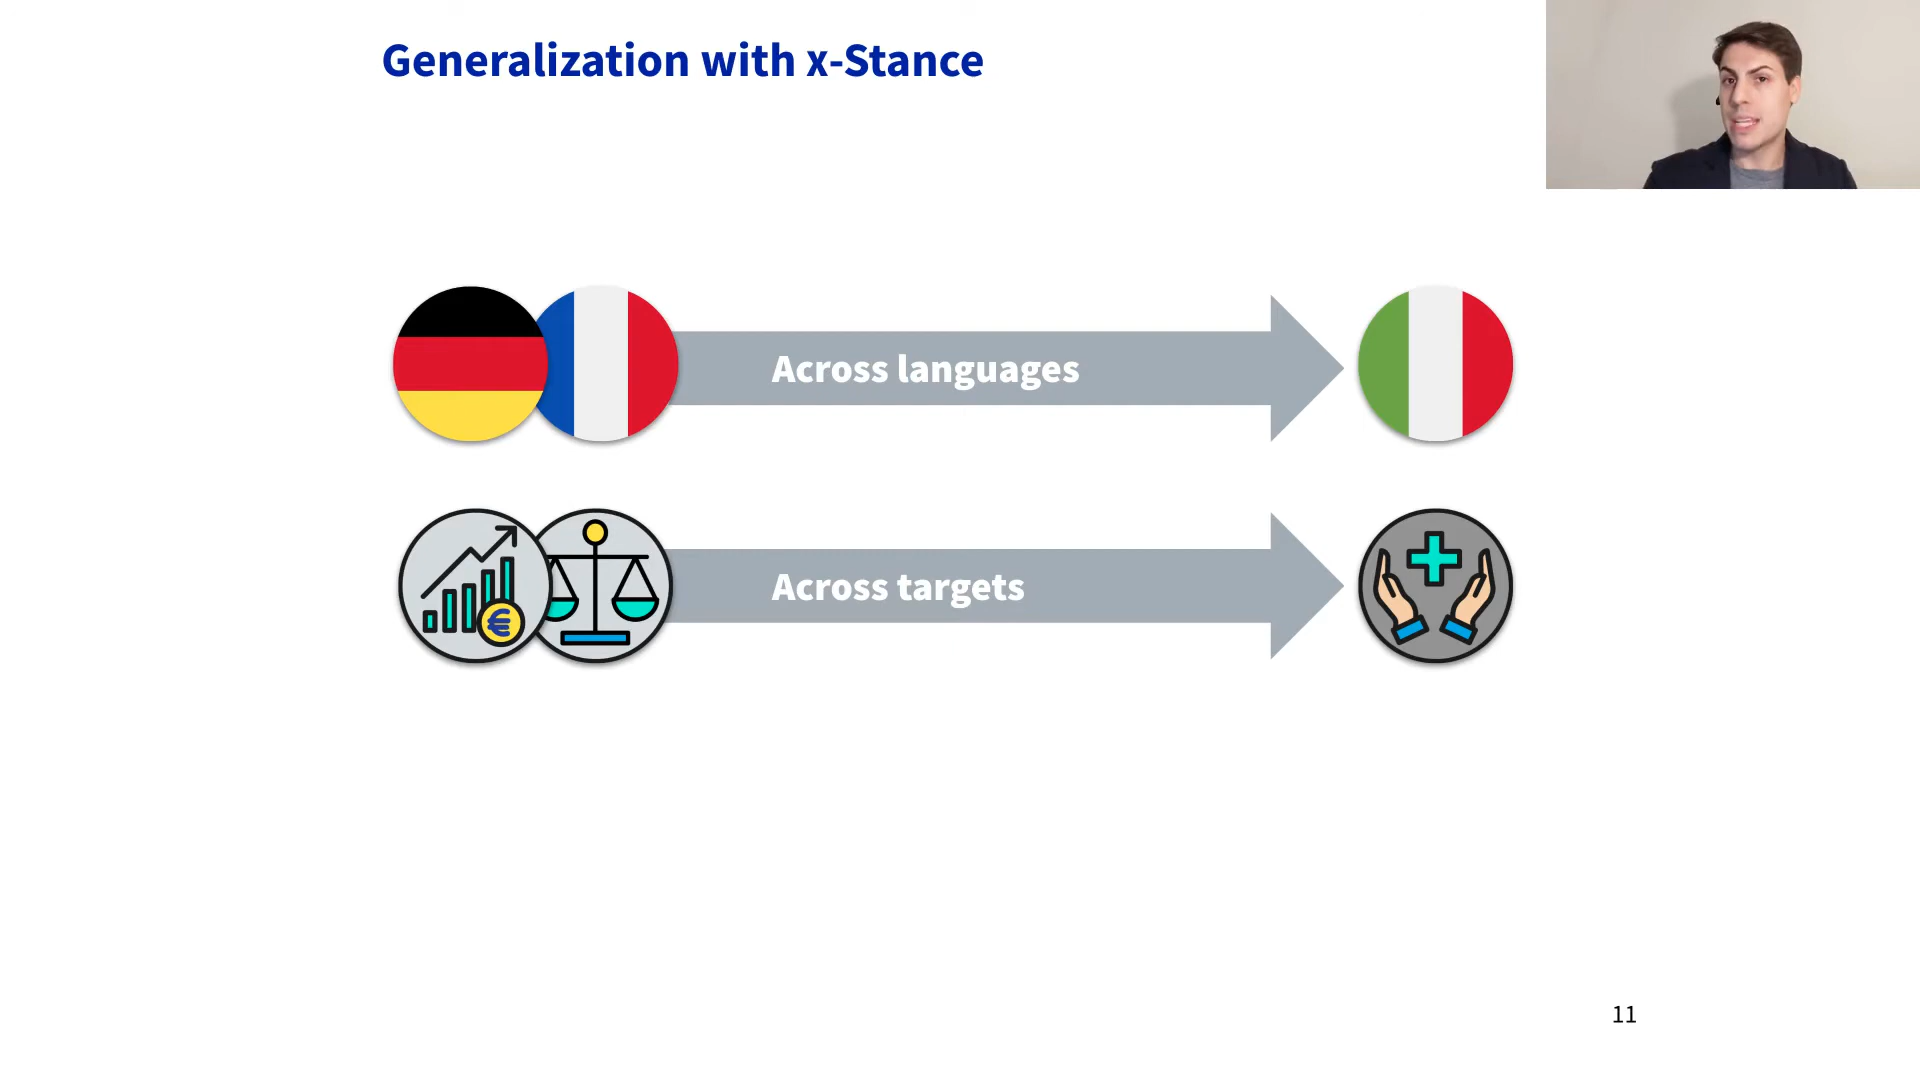 Generalization with x-Stance
Across languages
€
Across targets
11